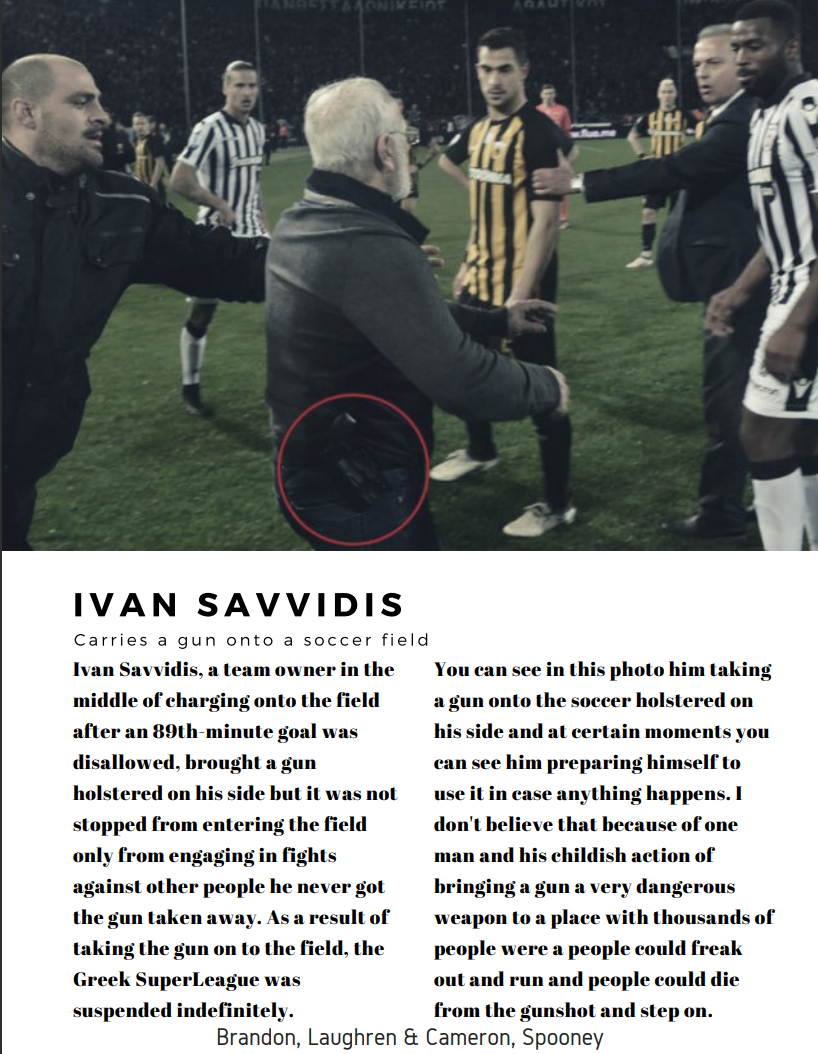 ΠΑΝΘΕΣΣΑΛΟΝΙΚΕΙΟΣ
ΑΘΛΗΤΙΚΟΣ
www.fluo.me
IVAN SAVVIDIS
Carries a gun onto a soccer field
Ivan Savvidis, a team owner in the
middle of charging onto the field
after an 89th-minute goal was
disallowed, brought a gun
holstered on his side but it was not
stopped from entering the field
only from engaging in fights
against other people he never got
the gun taken away. As a result of
taking the gun on to the field, the
Greek SuperLeague was
suspended indefinitely.
You can see in this photo him taking
a gun onto the soccer holstered on
his side and at certain moments you
can see him preparing himself to
use it in case anything happens. I
don't believe that because of one
man and his childish action of
bringing a gun a very dangerous
weapon to a place with thousands of
people were a people could freak
out and run and people could die
from the gunshot and step on.
Brandon, Laughren & Cameron, Spooney